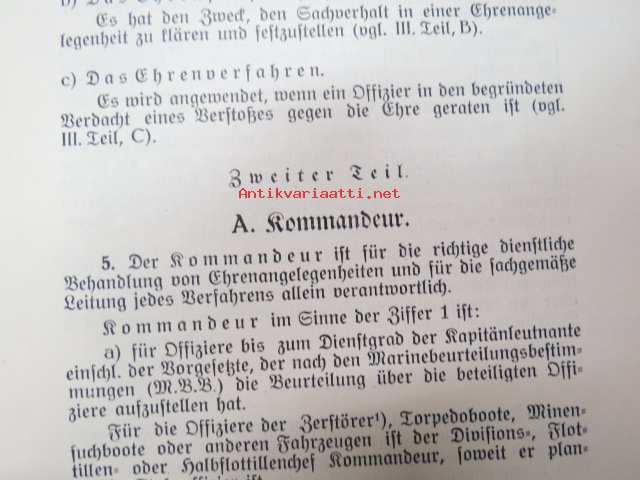 Es hat den Zweck, den Sachverhalt in einer Ehrenange-
legenheit zu klären und festzustellen (vgl. III. Teil, B).
c) Das Ehrenverfahren.
Es wird angewendet, wenn ein Offizier in den begründeten
Verdacht eines Verstoßes gegen die Ehre geraten ist (vgl.
III. Teil, C).
Zweiter Teil.
Antikvariaatti.net
A. Kommandeur.
5. Der Kommandeur ist für die richtige dienstliche
Behandlung von Ehrenangelegenheiten und für die sachgemäße
Leitung jedes Verfahrens allein verantwortlich.
Kommandeur im Sinne der Ziffer 1 ist:
a) für Offiziere bis zum Dienstgrad der Kapitänleutnante
einschl. der Vorgesetzte, der nach den Marinebeurteilungsbestim-
mungen (M.B.B.) die Beurteilung über die beteiligten Offi-
ziere aufzustellen hat.
Für die Offiziere der Zerstörer¹), Torpedoboote, Minen-
suchboote oder anderen Fahrzeugen ist der Divisions-, Flot-
tillen- oder Halbflottillenchef Kommandeur, soweit er plan-